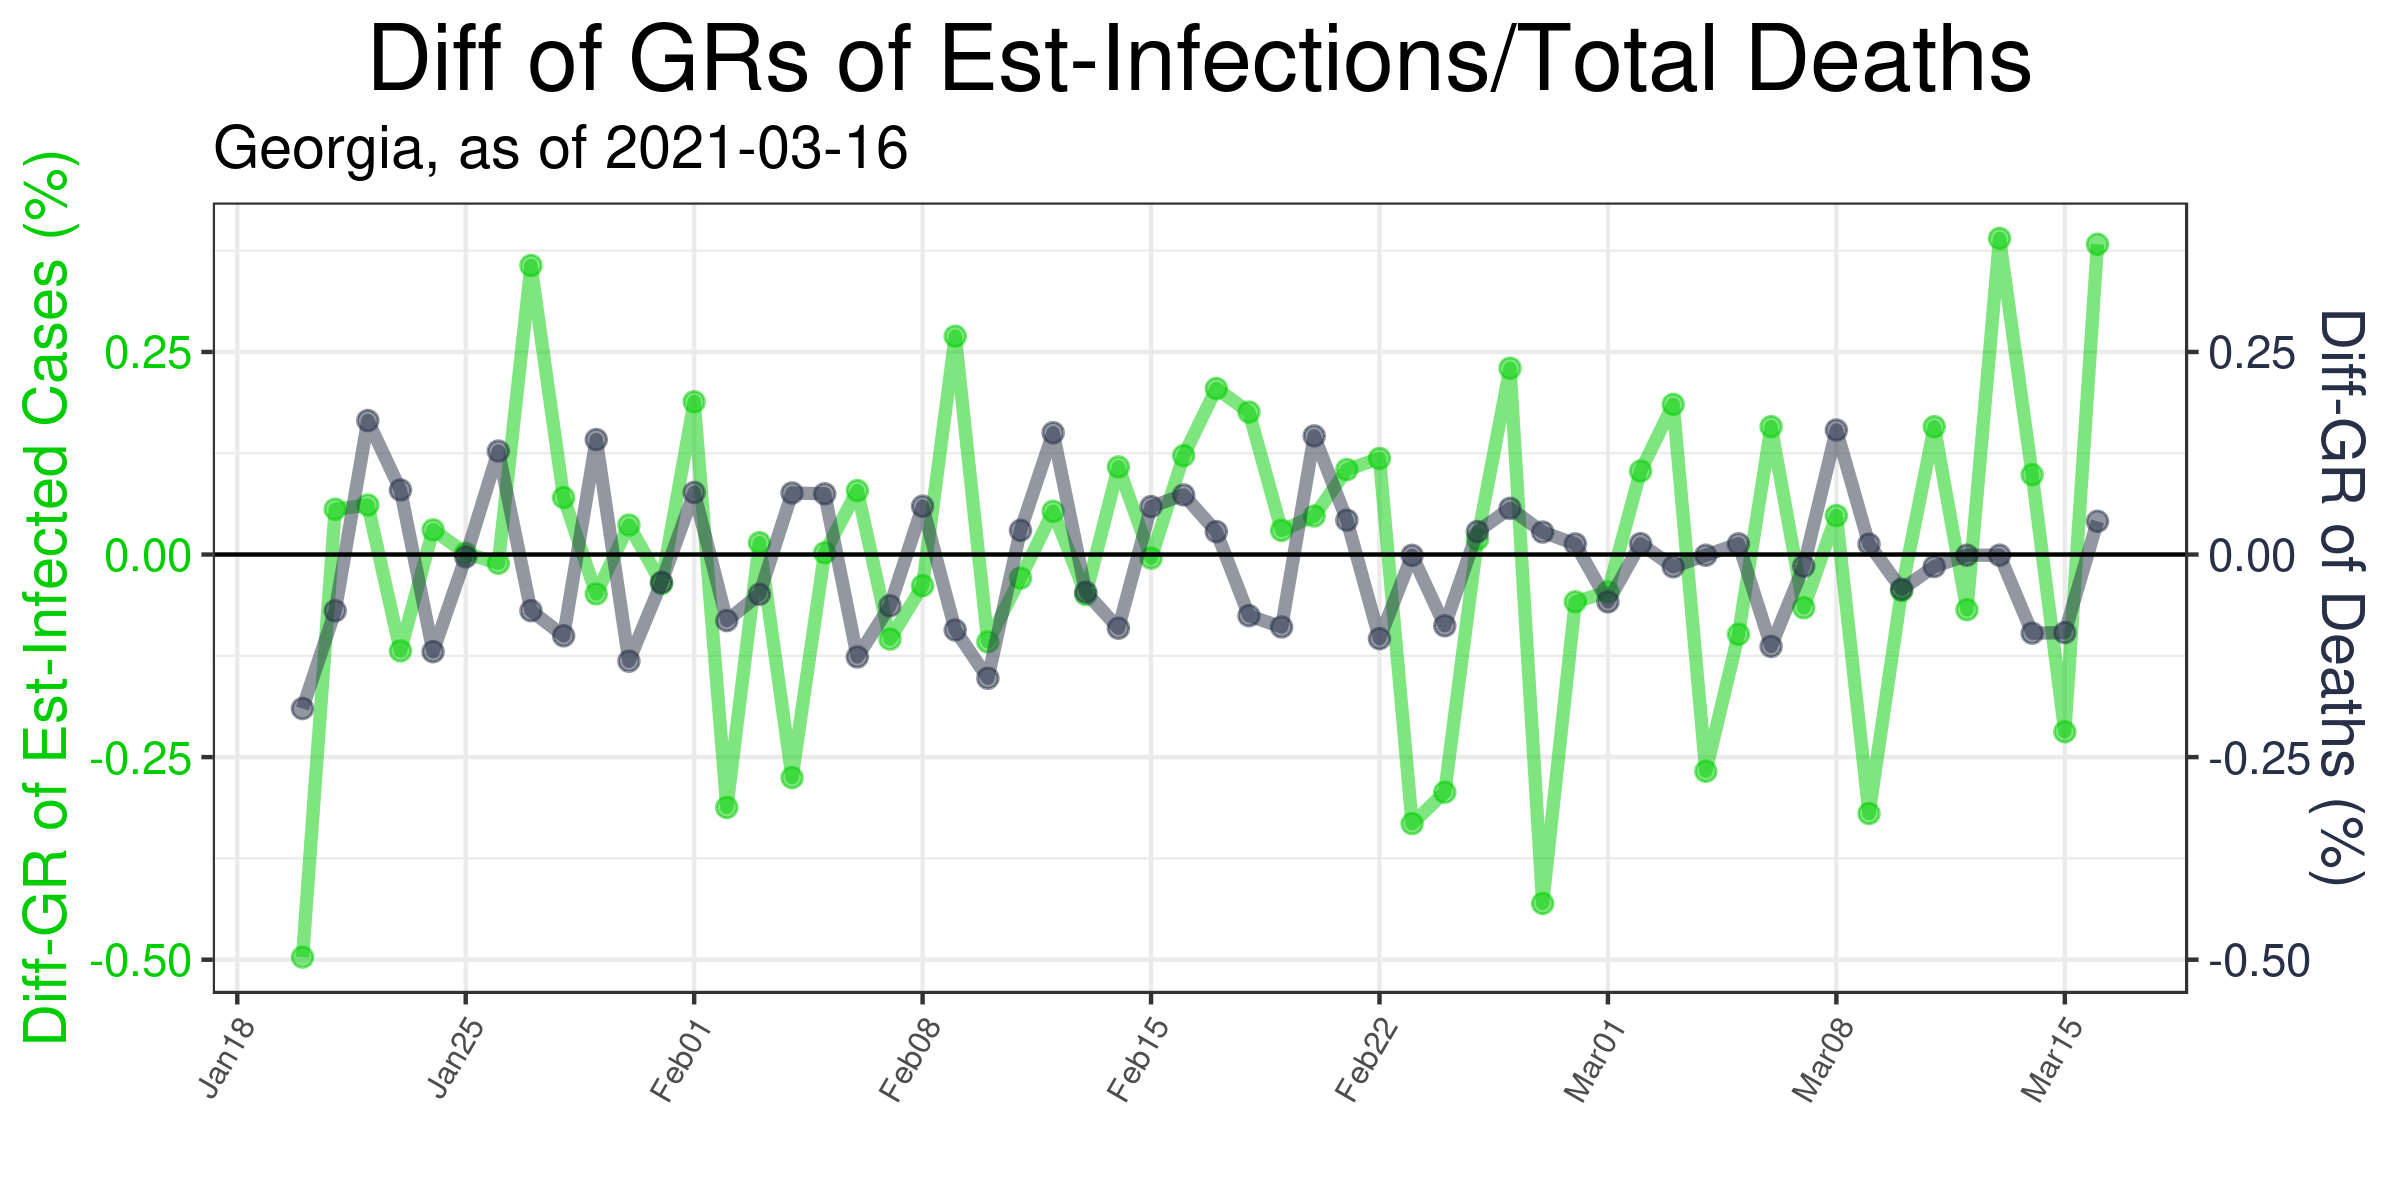 Diff of GRs of Est-Infections/Total Deaths
Georgia, as of 2021-03-16
Diff-GR of Est-Infected Cases (%)
0.25
0.00
-0.25
-0.50
0.25
0.00
-0.25
-0.50
Diff-GR of Deaths (%)
Jan18
Jan25
Feb01
Feb08
Feb15
Feb22
Mar01
Mar08
Mar15